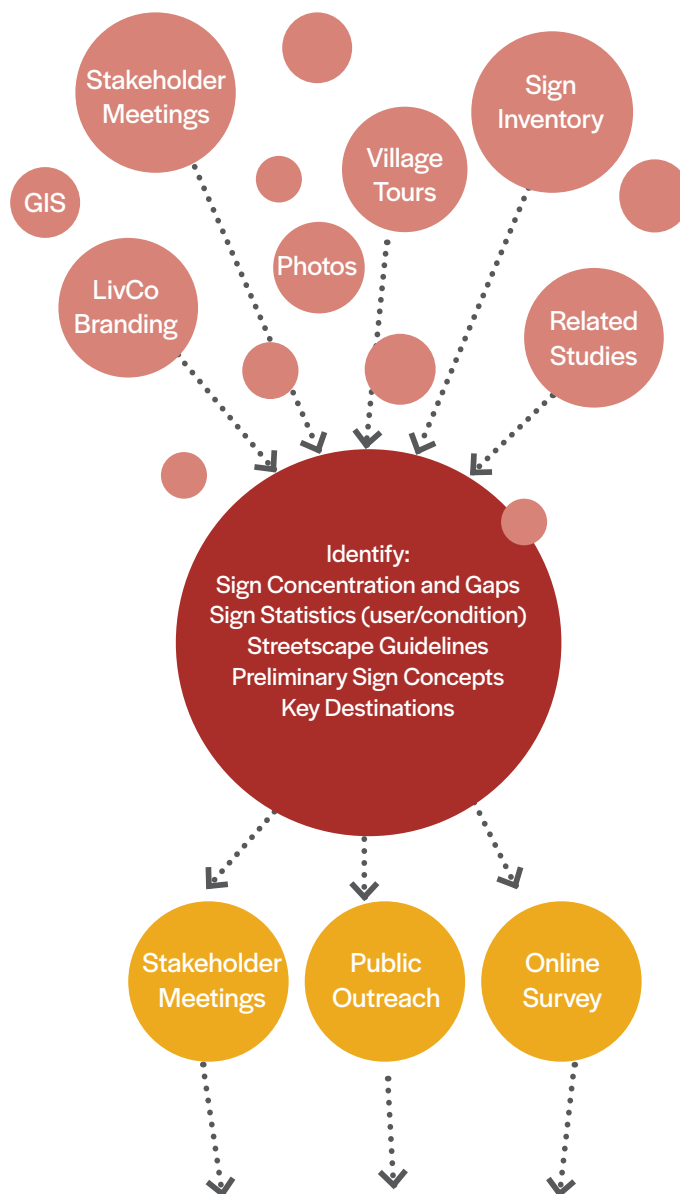 Stakeholder
Meetings
Sign
Inventory
Village
Tours
GIS
Photos
LivCo
Branding
Related
Studies
Identify:
Sign Concentration and Gaps
Sign Statistics (user/condition)
Streetscape Guidelines
Preliminary Sign Concepts
Key Destinations
Stakeholder
Meetings
Public
Outreach
Online
Survey